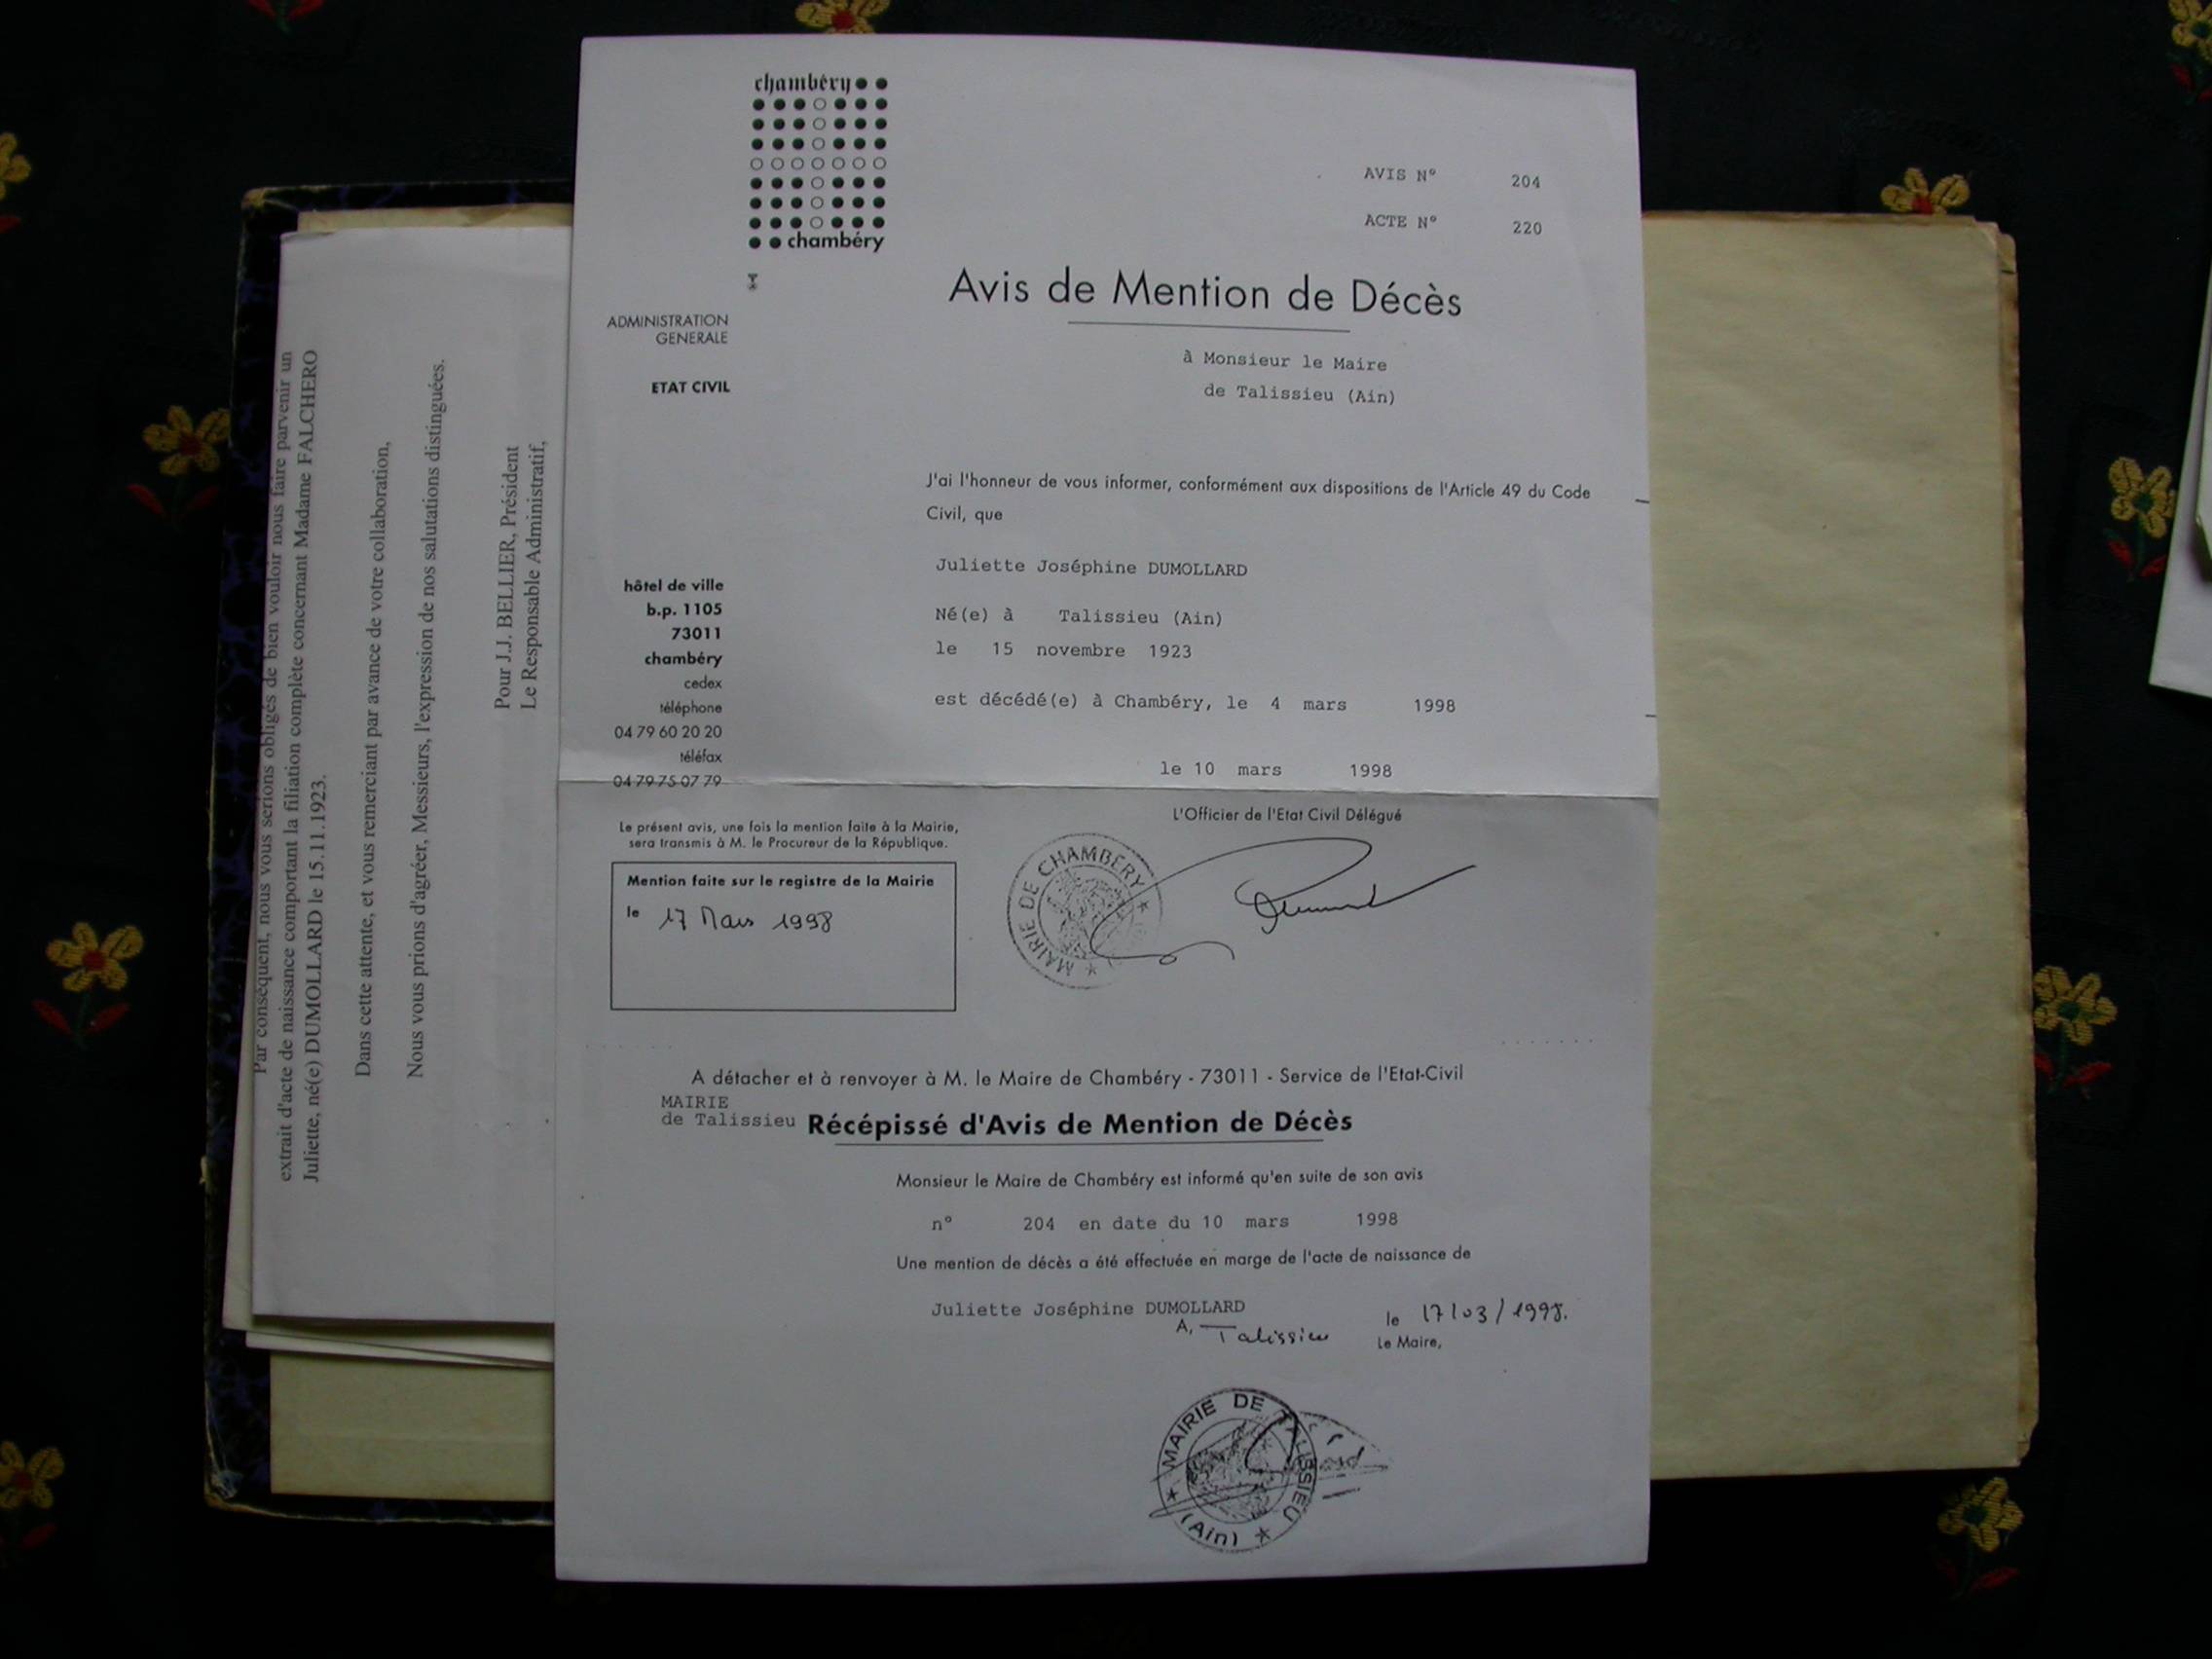 chambéry
chambéry
AVIS N° 204
ACTE N° 220
Avis de Mention de Décès
ADMINISTRATION
GENERALE
ETAT CIVIL
à Monsieur le Maire
de Talissieu (Ain)
J'ai l'honneur de vous informer, conformément aux dispositions de l'Article 49 du Code
Civil, que
Juliette Joséphine DUMOLLARD
Né(e) à Talissieu (Ain)
le 15 novembre 1923
est décédé(e) à Chambéry, le 4 mars 1998
le 10 mars 1998
L'Officier de l'Etat Civil Délégué
hôtel de ville
b.p. 1105
73011
chambéry
cedex
téléphone
04 79 60 20 20
téléfax
04 79 75 07 79
Le présent avis, une fois la mention faite à la Mairie,
sera transmis à M. le Procureur de la République.
Mention faite sur le registre de la Mairie
le 17 Mars 1998
MAIRIE DE CHAMBERY
A détacher et à renvoyer à M. le Maire de Chambéry - 73011 - Service de l'Etat-Civil
MAIRIE
de Talissieu Récépissé d'Avis de Mention de Décès
Monsieur le Maire de Chambéry est informé qu'en suite de son avis
n° 204 en date du 10 mars 1998
Une mention de décès a été effectuée en marge de l'acte de naissance de
Juliette Joséphine DUMOLLARD
A, Talissieu le 17/03/1998.
Le Maire,
MAIRIE DE TALISSIEU
(Ain)
Par conséquent, nous vous serions obligés de bien vouloir nous faire parvenir un
extrait d'acte de naissance comportant la filiation complète concernant Madame FALCHERO
Juliette, né(e) DUMOLLARD le 15.11.1923.
Dans cette attente, et vous remerciant par avance de votre collaboration,
Nous vous prions d'agréer, Messieurs, l'expression de nos salutations distinguées.
Pour J.J. BELLIER, Président
Le Responsable Administratif,